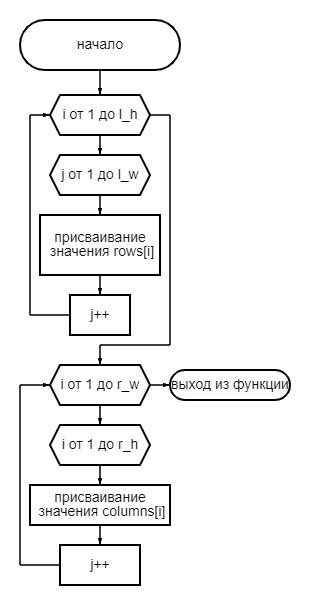 начало
i от 1 до l_h
j от 1 до l_w
присваивание
значения rows[i]
j++
i от 1 до r_w
выход из функции
i от 1 до r_h
присваивание
значения columns[i]
j++